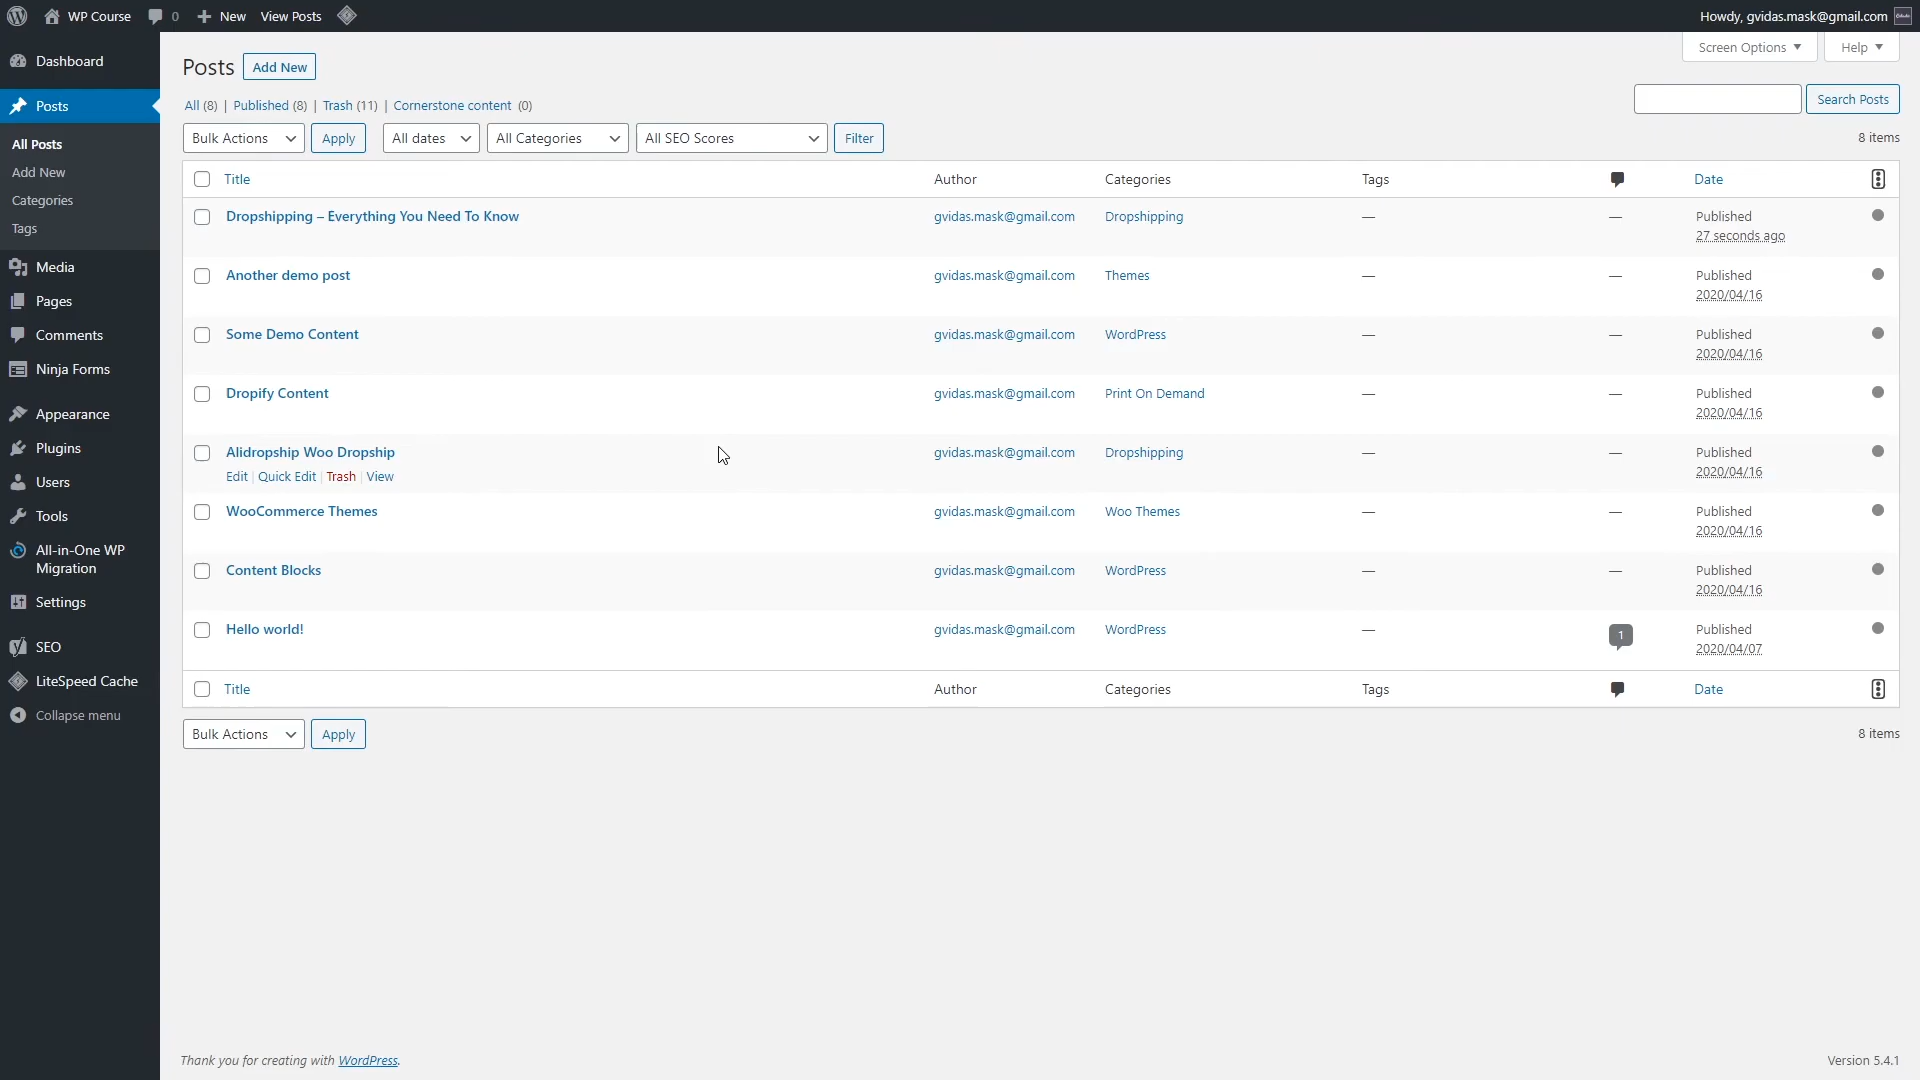 WP Course 0 New View Posts Howdy, gvidas.mask@gmail.com
Screen Options Help
Dashboard
Posts
All Posts
Add New
Categories
Tags
Media
Pages
Comments
Ninja Forms
Appearance
Plugins
Users
Tools
All-in-One WP
Migration
Settings
SEO
LiteSpeed Cache
Collapse menu
Posts Add New
All (8) | Published (8) | Trash (11) | Cornerstone content (0)
Search Posts
Bulk Actions Apply All dates All Categories All SEO Scores Filter 8 items
Title Author Categories Tags Date
Dropshipping – Everything You Need To Know gvidas.mask@gmail.com Dropshipping — — Published
27 seconds ago
Another demo post gvidas.mask@gmail.com Themes — — Published
2020/04/16
Some Demo Content gvidas.mask@gmail.com WordPress — — Published
2020/04/16
Dropify Content gvidas.mask@gmail.com Print On Demand — — Published
2020/04/16
Alidropship Woo Dropship gvidas.mask@gmail.com Dropshipping — — Published
Edit | Quick Edit | Trash | View 2020/04/16
WooCommerce Themes gvidas.mask@gmail.com Woo Themes — — Published
2020/04/16
Content Blocks gvidas.mask@gmail.com WordPress — — Published
2020/04/16
Hello world! gvidas.mask@gmail.com WordPress — 1 Published
2020/04/07
Title Author Categories Tags Date
Bulk Actions Apply 8 items
Thank you for creating with WordPress. Version 5.4.1